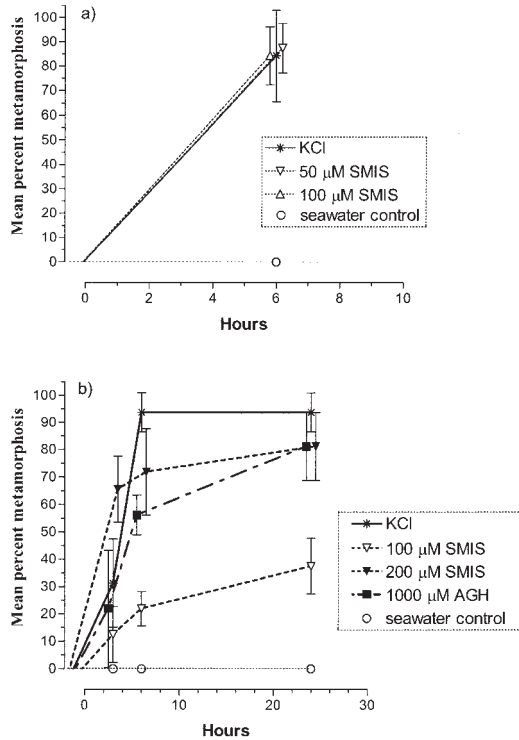 a)
Mean percent metamorphosis
100
90
80
70
60
50
40
30
20
10
0
KCl
50 µM SMIS
100 µM SMIS
seawater control
0 2 4 6 8 10
Hours
b)
Mean percent metamorphosis
100
90
80
70
60
50
40
30
20
10
0
KCl
100 µM SMIS
200 µM SMIS
1000 µM AGH
seawater control
0 10 20 30
Hours